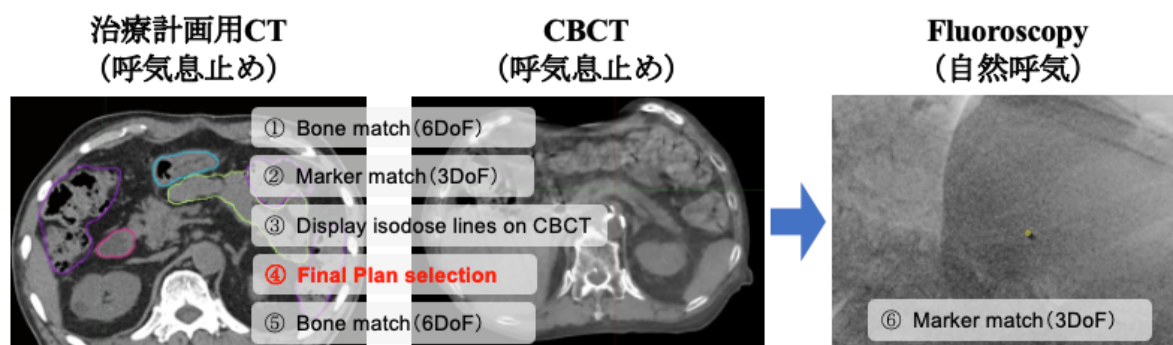 治療計画用CT
(呼気息止め)
CBCT
(呼気息止め)
Fluoroscopy
(自然呼気)
① Bone match(6DoF)
② Marker match(3DoF)
③ Display isodose lines on CBCT
④ Final Plan selection
⑤ Bone match(6DoF)
⑥ Marker match(3DoF)